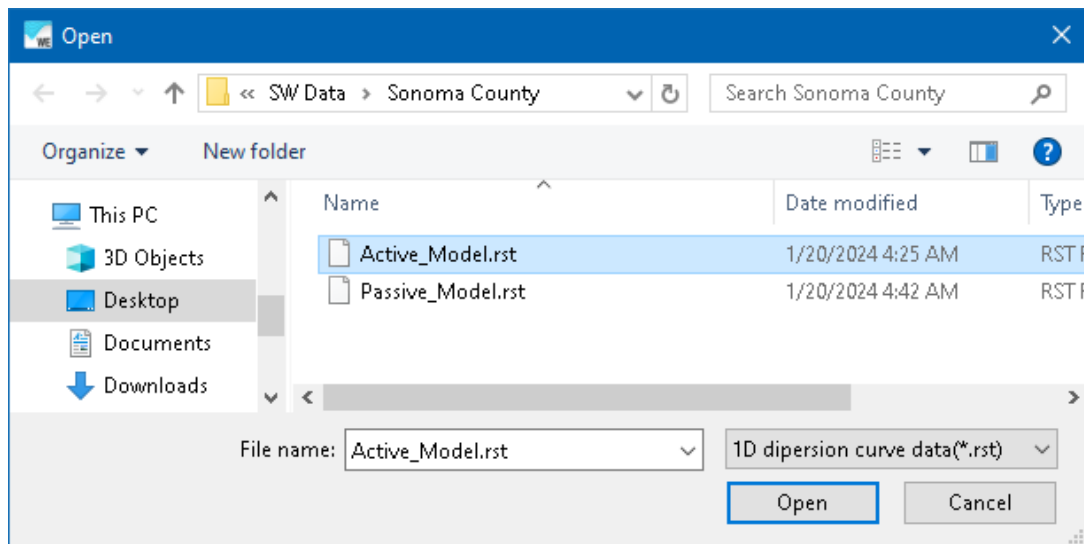 WE Open
« SW Data > Sonoma County
Search Sonoma County
Organize New folder
?
This PC
3D Objects
Desktop
Documents
Downloads
Name Date modified Type
Active_Model.rst 1/20/2024 4:25 AM RST F
Passive_Model.rst 1/20/2024 4:42 AM RST F
File name: Active_Model.rst 1D dipersion curve data(*.rst)
Open Cancel